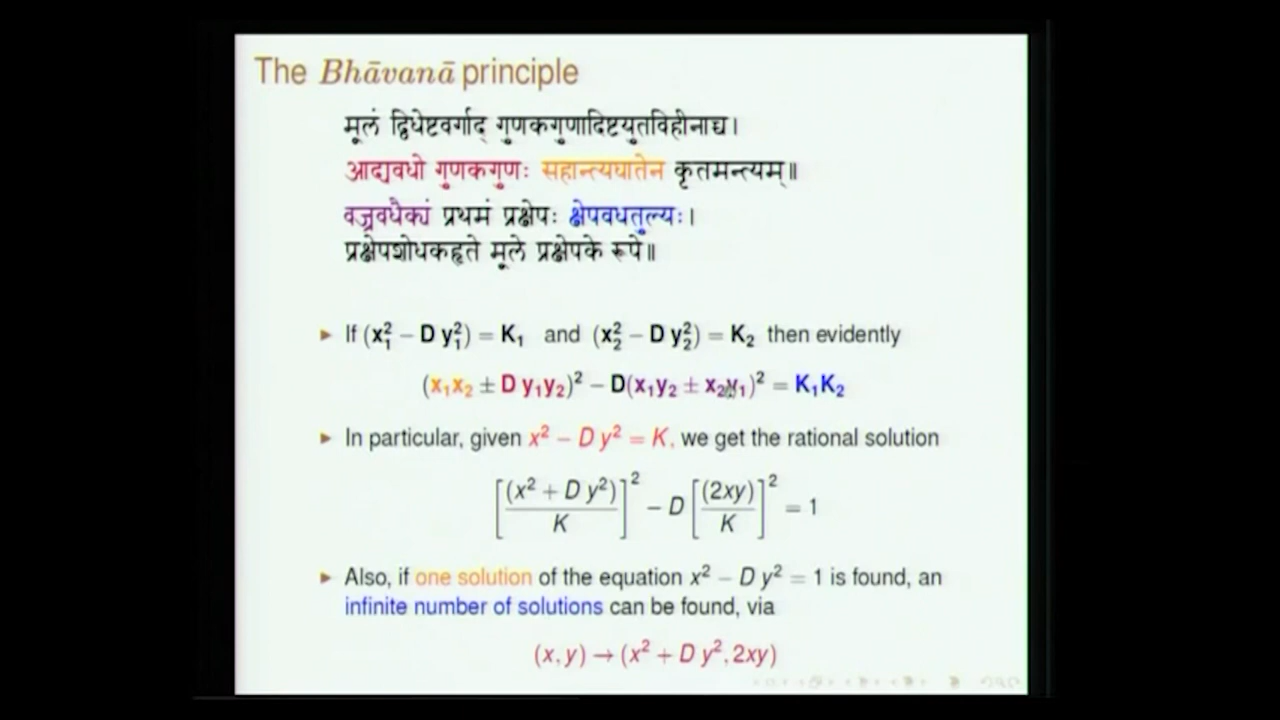 The Bhāvanā principle
मूलं द्विधेष्टवर्गाद् गुणकगुणादिष्टयुतविहीनाद्य।
आद्यवधो गुणकगुणः सहान्त्यघातेन कृतमन्त्यम्॥
वज्रवधैक्यं प्रथमं प्रक्षेपः क्षेपवधतुल्यः।
प्रक्षेपशोधकहृते मूले प्रक्षेपके रूपे॥
► If (x₁² − D y₁²) = K₁ and (x₂² − D y₂²) = K₂ then evidently
(x₁x₂ ± D y₁y₂)² − D(x₁y₂ ± x₂y₁)² = K₁K₂
► In particular, given x² − D y² = K, we get the rational solution
[(x² + D y²)/K]² − D [(2xy)/K]² = 1
► Also, if one solution of the equation x² − D y² = 1 is found, an
infinite number of solutions can be found, via
(x, y) → (x² + D y², 2xy)